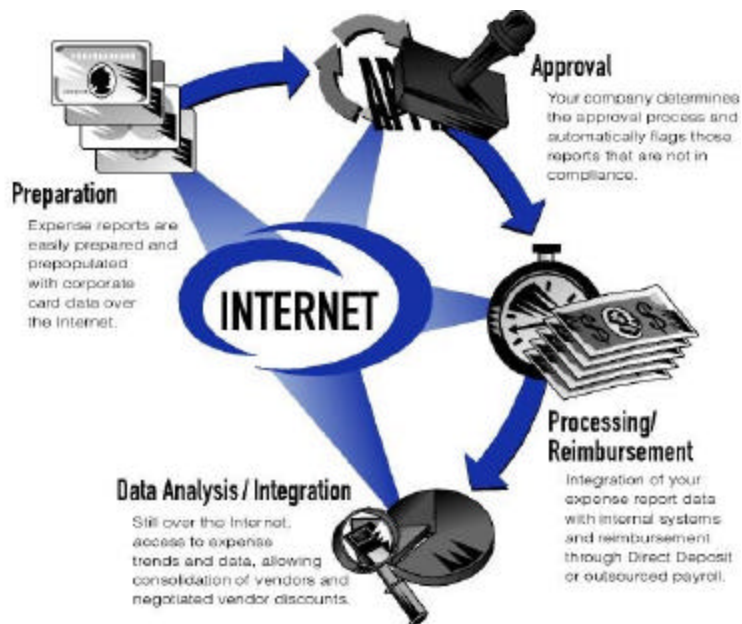 Preparation
Expense reports are
easily prepared and
prepopulated
with corporate
card data over
the Internet.
Approval
Your company determines
the approval process and
automatically flags those
reports that are not in
compliance.
INTERNET
Processing/
Reimbursement
Integration of your
expense report data
with internal systems
and reimbursement
through Direct Deposit
or outsourced payroll.
Data Analysis / Integration
Still over the Internet,
access to expense
trends and data, allowing
consolidation of vendors and
negotiated vendor discounts.